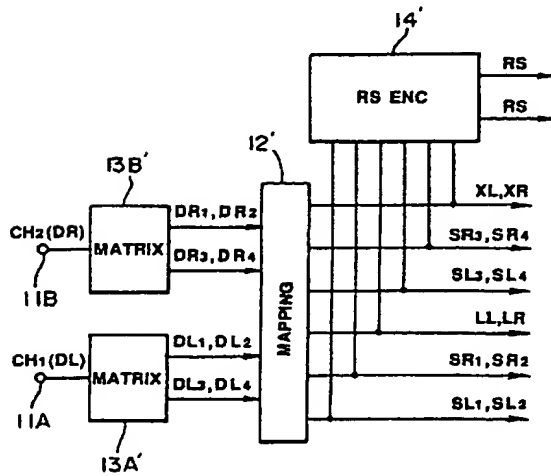 14'
RS
RS ENC
RS
13B'
12'
XL,XR
DR1,DR2
CH2(DR)
MATRIX
SR3,SR4
DR3,DR4
11B
SL3,SL4
MAPPING
LL,LR
DL1,DL2
CH1(DL)
MATRIX
SR1,SR2
DL3,DL4
11A
SL1,SL2
13A'